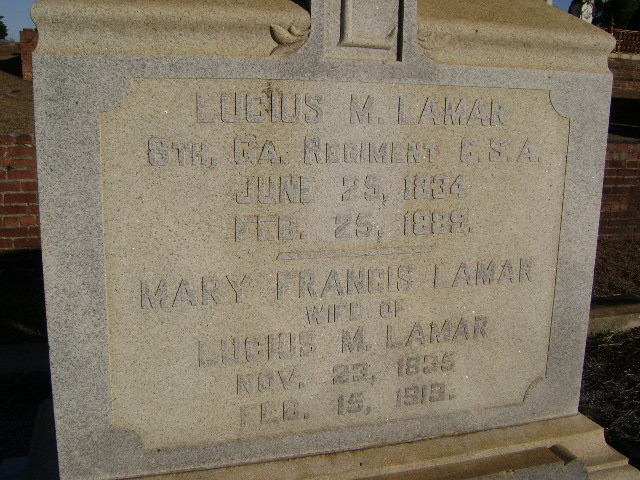 LUCIUS M. LAMAR
8TH, GA. REGIMENT C.S.A.
JUNE 25, 1834
FEB. 25, 1889.
MARY FRANCIS LAMAR
WIFE OF
LUCIUS M. LAMAR
NOV. 23, 1835
FEB. 15, 1919.